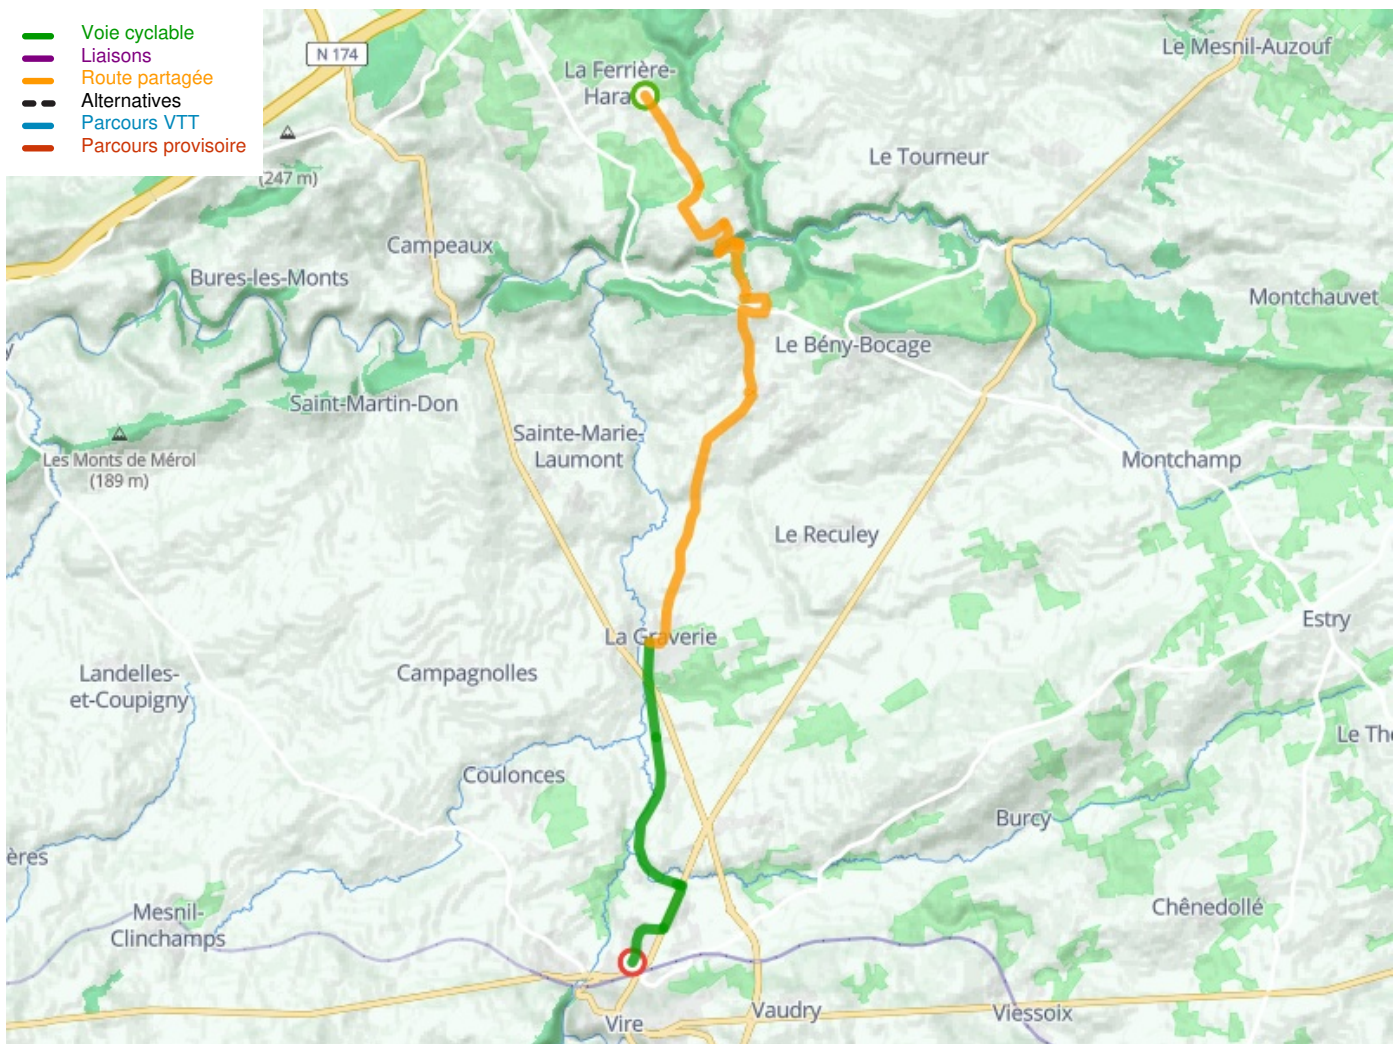 Voie cyclable
Liaisons
Route partagée
Alternatives
Parcours VTT
Parcours provisoire
N 174
Le Mesnil-Auzouf
La Ferrière-
Hara
Le Tourneur
(247 m)
Campeaux
Bures-les-Monts
Montchauvet
y
Le Bény-Bocage
Saint-Martin-Don
Sainte-Marie-
Laumont
Les Monts de Mérol
(189 m)
Montchamp
Le Reculey
Estry
La Graverie
Landelles-
et-Coupigny
Campagnolles
Le The
Coulonces
Burcy
ères
Mesnil-
Clinchamps
Chênedollé
Vaudry
Viessoix
Vire